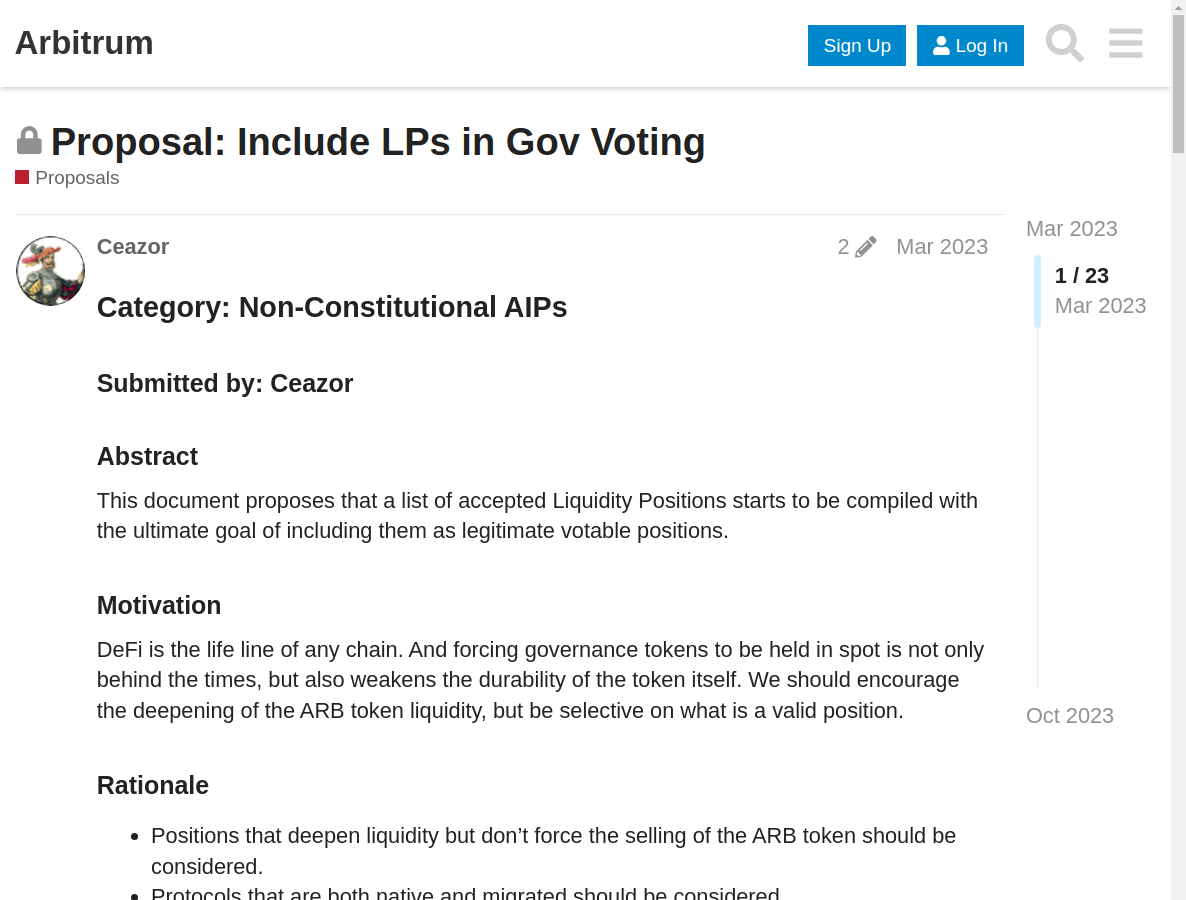 Arbitrum
Sign Up
Log In
Proposal: Include LPs in Gov Voting
Proposals
Ceazor
2
Mar 2023
Category: Non-Constitutional AIPs
Submitted by: Ceazor
Abstract
This document proposes that a list of accepted Liquidity Positions starts to be compiled with
the ultimate goal of including them as legitimate votable positions.
Motivation
DeFi is the life line of any chain. And forcing governance tokens to be held in spot is not only
behind the times, but also weakens the durability of the token itself. We should encourage
the deepening of the ARB token liquidity, but be selective on what is a valid position.
Rationale
Positions that deepen liquidity but don’t force the selling of the ARB token should be
considered.
Protocols that are both native and migrated should be considered
Mar 2023
1 / 23
Mar 2023
Oct 2023